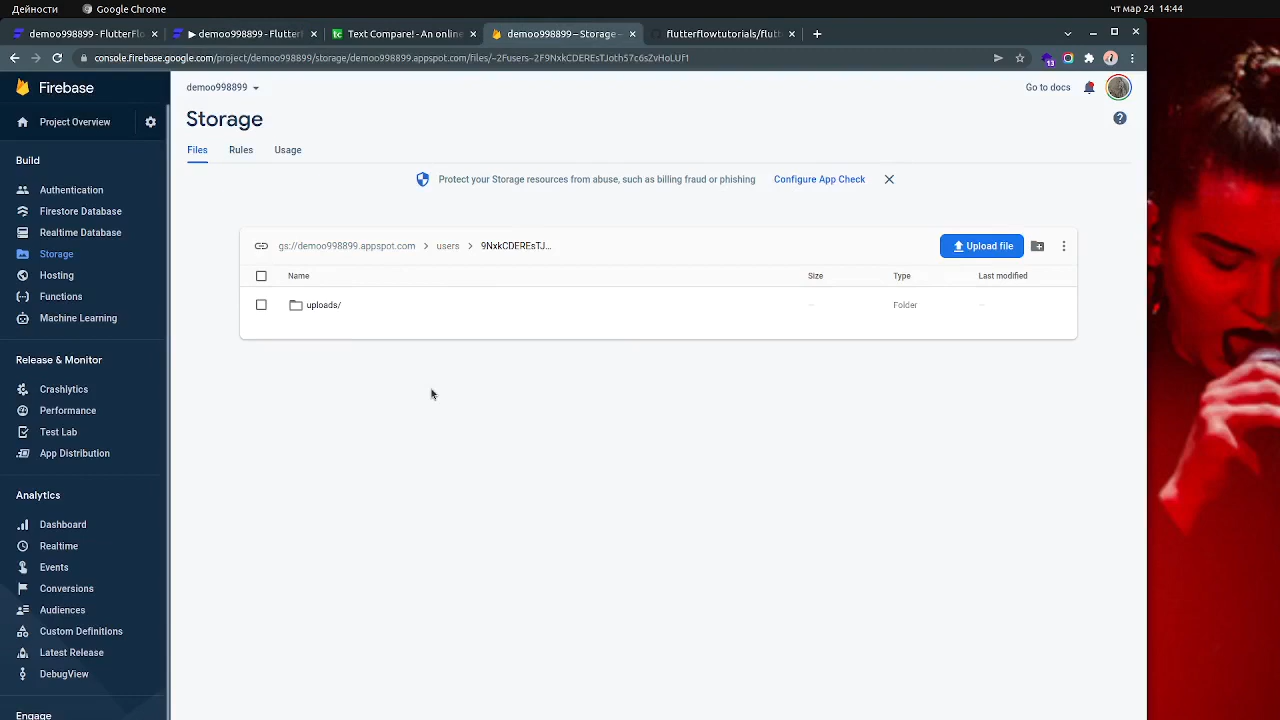 Дейности
Google Chrome
чт мар 24 14:44
demoo998899 - FlutterFlo
▶ demoo998899 - Flutterf
Text Compare! - An online
demoo998899 – Storage –
flutterflowtutorials/flutt
console.firebase.google.com/project/demoo998899/storage/demoo998899.appspot.com/files/~2Fusers~2F9NxkCDEREsTJoth57c6sZvHoLUF1
13
Firebase
demoo998899
Go to docs
Project Overview
Storage
Files
Rules
Usage
Build
Protect your Storage resources from abuse, such as billing fraud or phishing
Configure App Check
Authentication
Firestore Database
Realtime Database
Storage
Hosting
Functions
Machine Learning
gs://demoo998899.appspot.com
users
9NxkCDEREsTJ...
Upload file
Name
Size
Type
Last modified
uploads/
–
Folder
–
Release & Monitor
Crashlytics
Performance
Test Lab
App Distribution
Analytics
Dashboard
Realtime
Events
Conversions
Audiences
Custom Definitions
Latest Release
DebugView
Engage